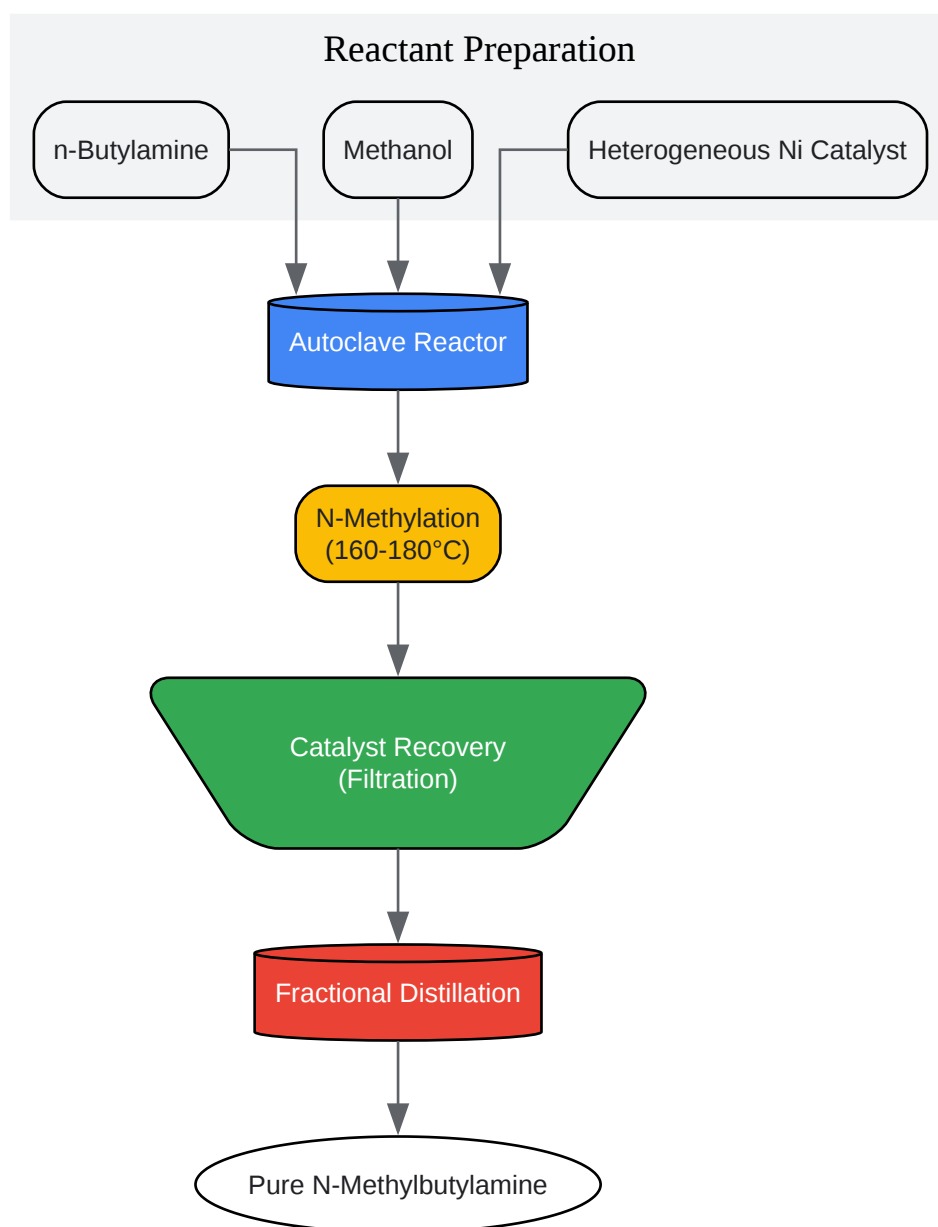 Reactant Preparation
n-Butylamine
Methanol
Heterogeneous Ni Catalyst
Autoclave Reactor
N-Methylation
(160-180°C)
Catalyst Recovery
(Filtration)
Fractional Distillation
Pure N-Methylbutylamine